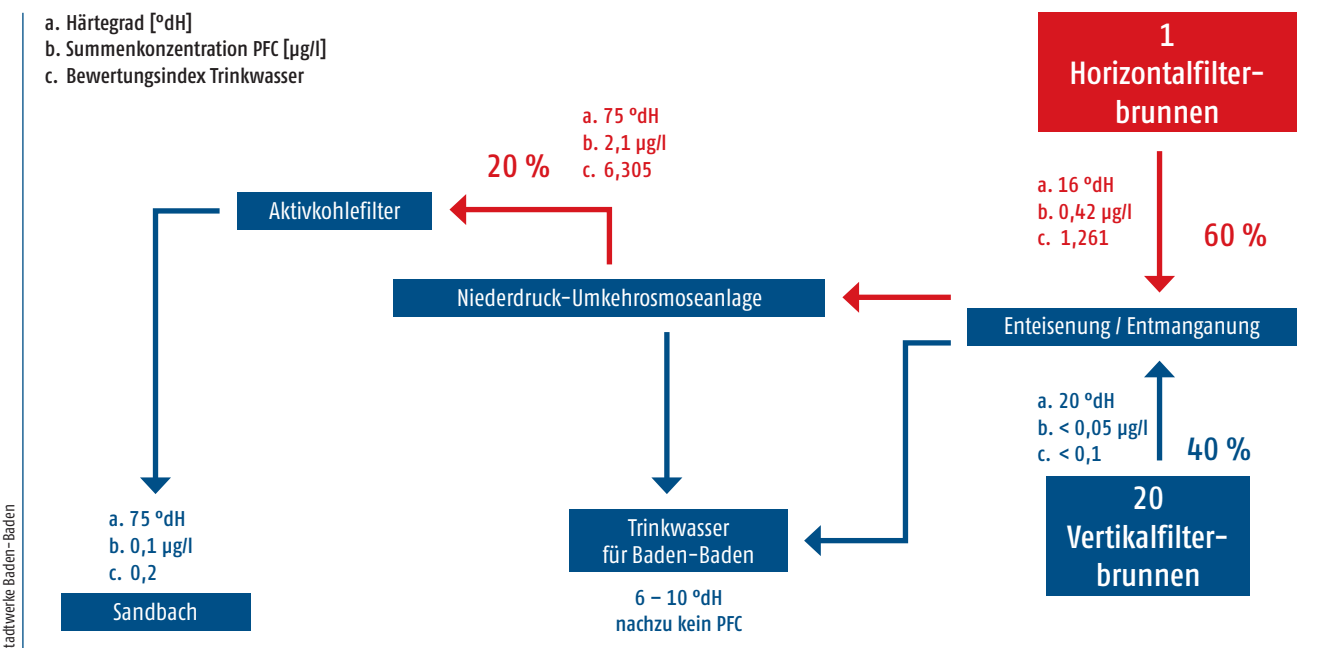 a. Härtegrad [°dH]
b. Summenkonzentration PFC [µg/l]
c. Bewertungsindex Trinkwasser
1
Horizontalfilter-
brunnen
a. 75 °dH
b. 2,1 µg/l
c. 6,305
20 %
a. 16 °dH
b. 0,42 µg/l
c. 1,261
60 %
Aktivkohlefilter
Niederdruck-Umkehrosmoseanlage
Enteisenung / Entmanganung
a. 20 °dH
b. < 0,05 µg/l
c. < 0,1
40 %
20
Vertikalfilter-
brunnen
Trinkwasser
für Baden-Baden
6 – 10 °dH
nachzu kein PFC
a. 75 °dH
b. 0,1 µg/l
c. 0,2
Sandbach
tadtwerke Baden-Baden